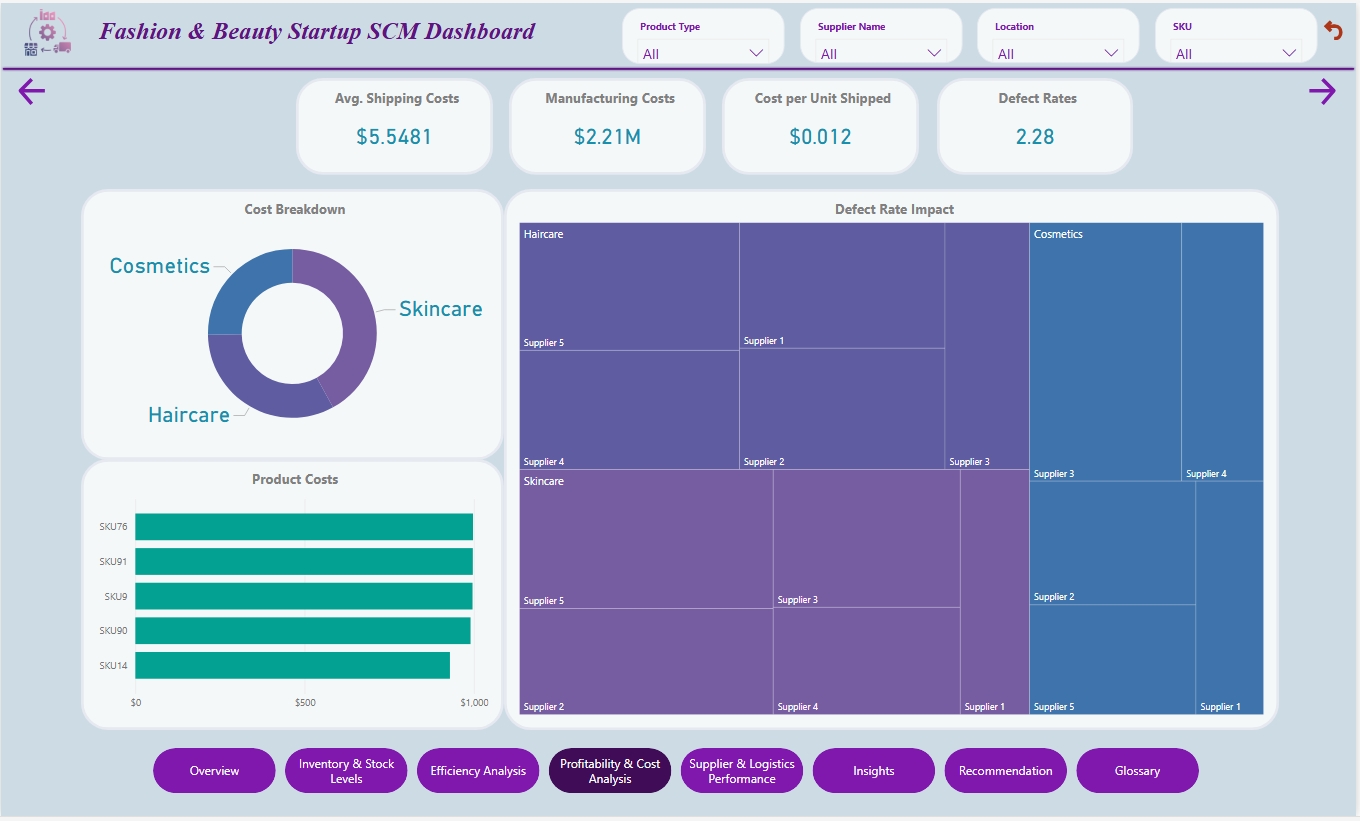 Fashion & Beauty Startup SCM Dashboard
Product Type
All
Supplier Name
All
Location
All
SKU
All
Avg. Shipping Costs
$5.5481
Manufacturing Costs
$2.21M
Cost per Unit Shipped
$0.012
Defect Rates
2.28
Cost Breakdown
Cosmetics
Skincare
Haircare
Product Costs
SKU76
SKU91
SKU9
SKU90
SKU14
$0
$500
$1,000
Defect Rate Impact
Haircare
Supplier 5
Supplier 1
Supplier 4
Supplier 2
Supplier 3
Skincare
Supplier 5
Supplier 3
Supplier 2
Supplier 4
Supplier 1
Cosmetics
Supplier 3
Supplier 4
Supplier 2
Supplier 5
Supplier 1
Overview
Inventory & Stock
Levels
Efficiency Analysis
Profitability & Cost
Analysis
Supplier & Logistics
Performance
Insights
Recommendation
Glossary